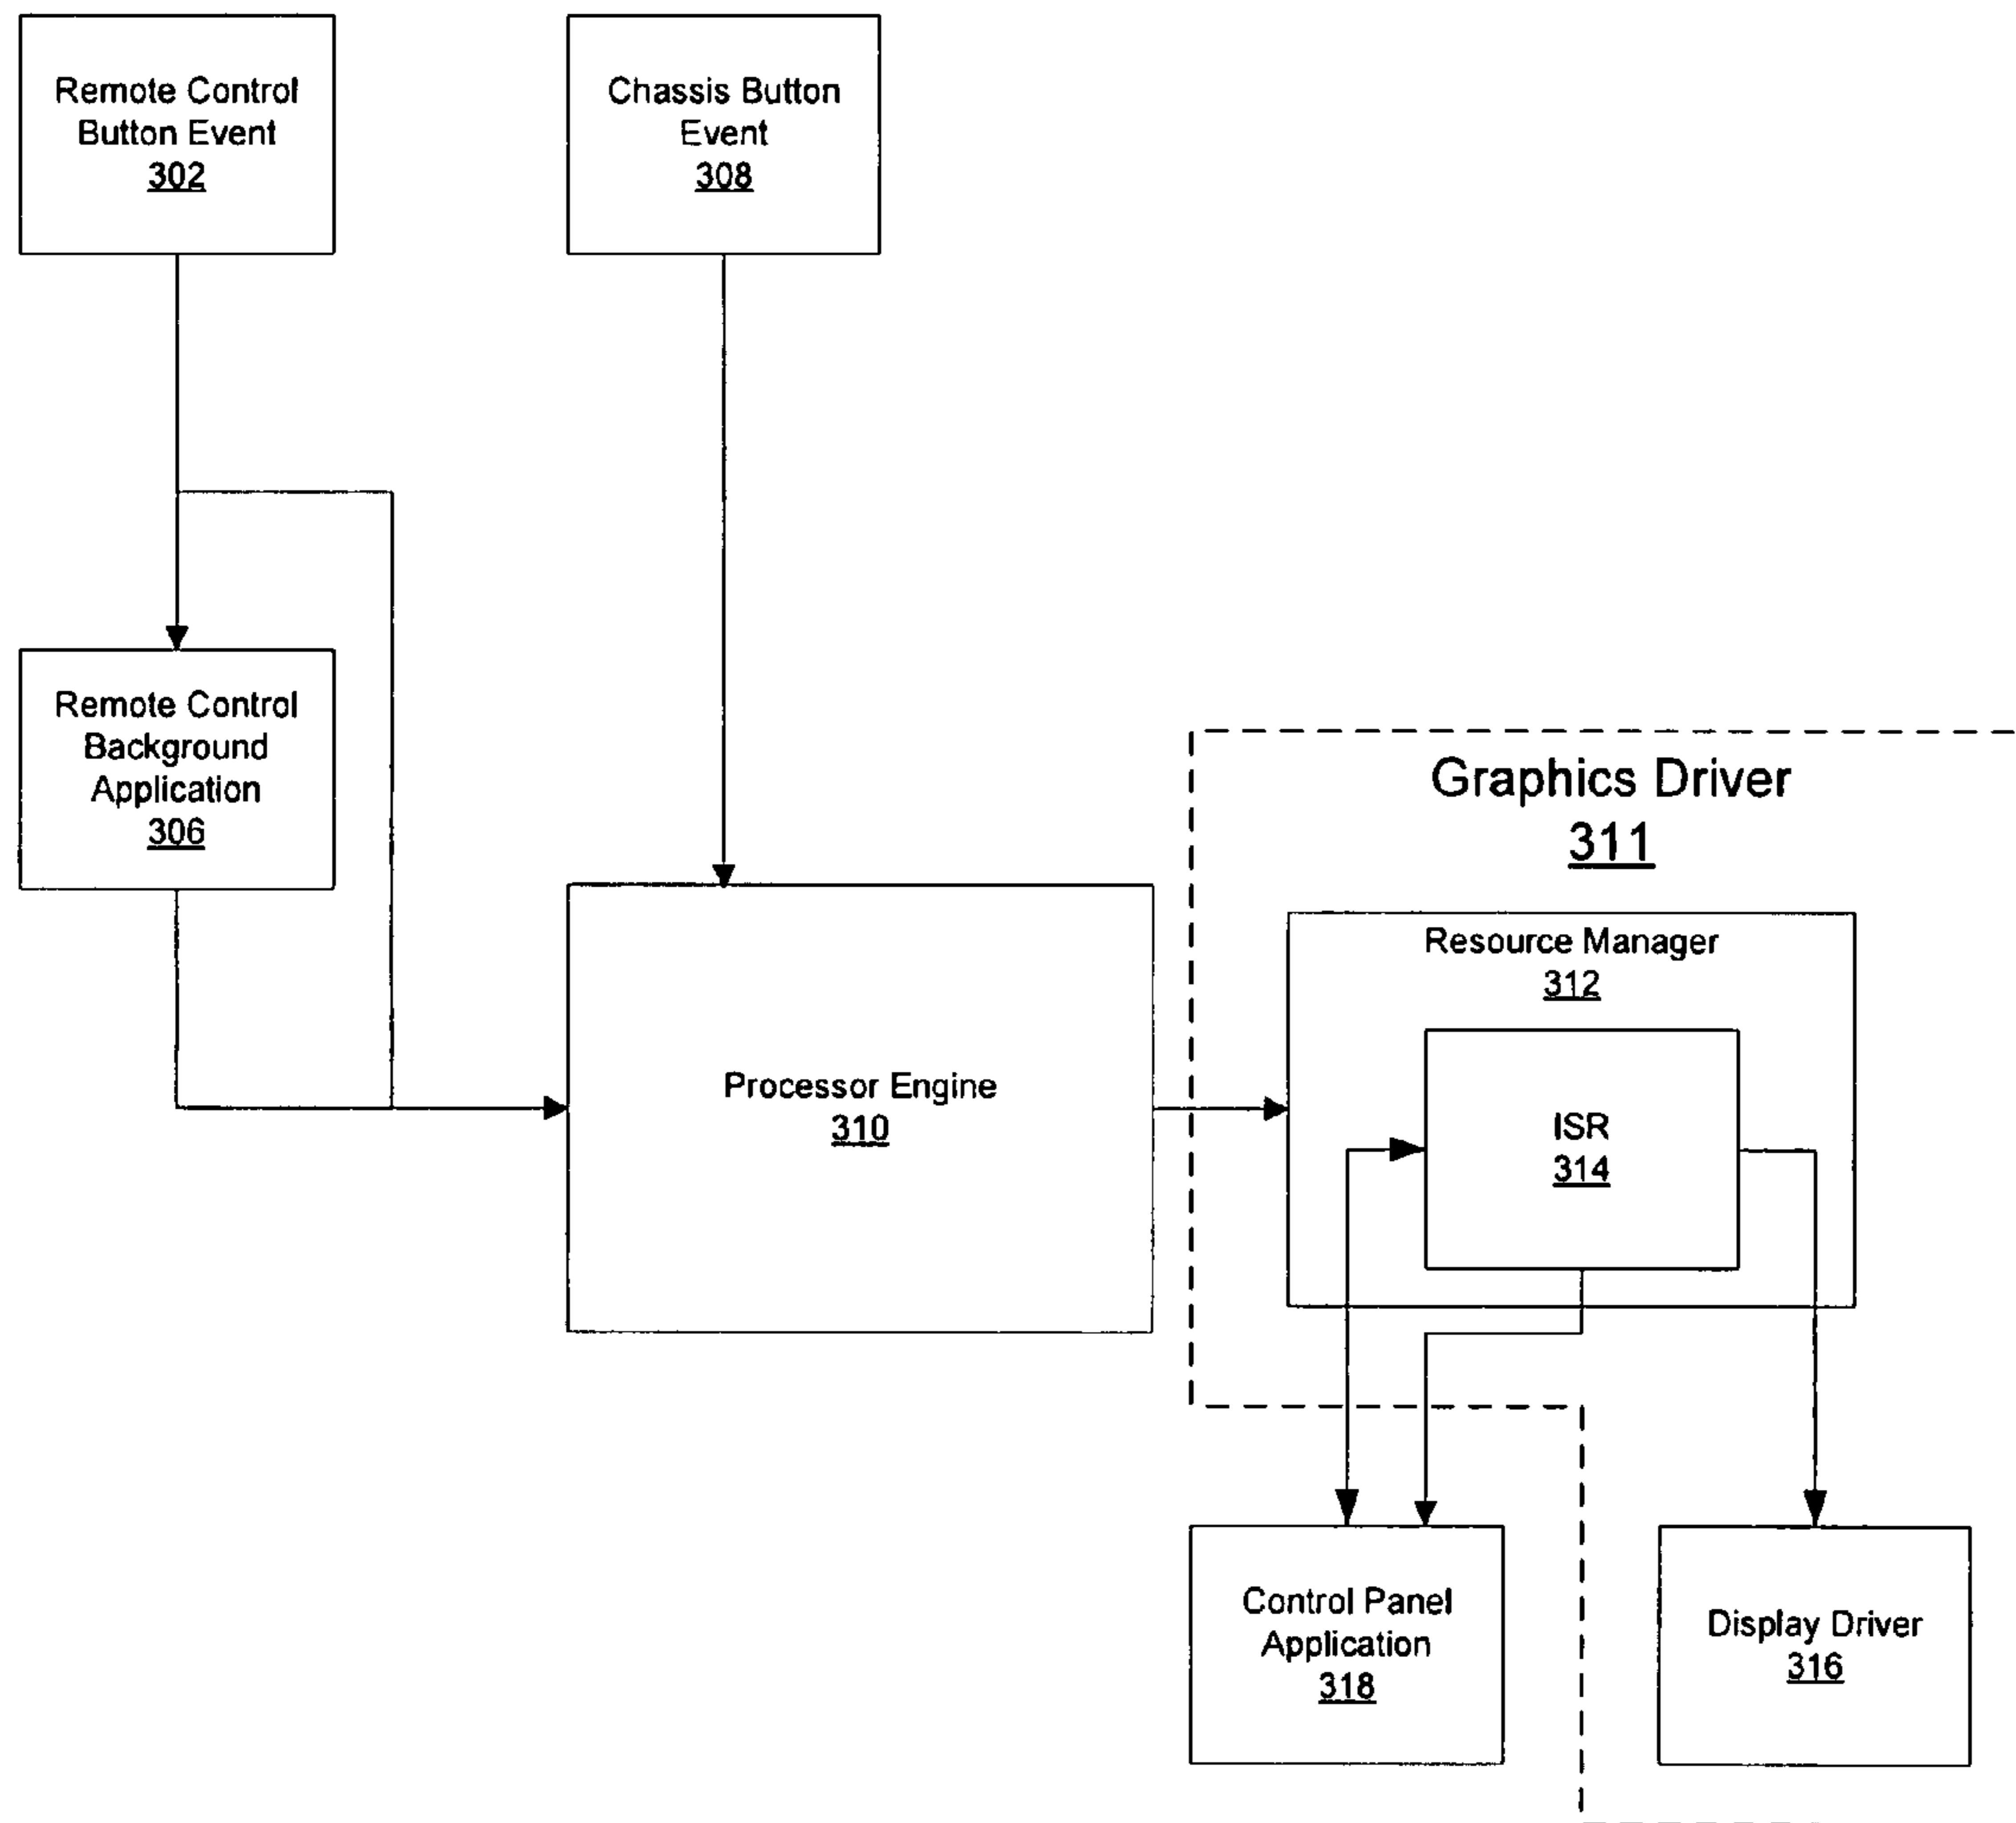 Remote Control
Button Event
302
Chassis Button
Event
308
Remote Control
Background
Application
306
Graphics Driver
311
Resource Manager
312
Processor Engine
310
ISR
314
Control Panel
Application
318
Display Driver
316